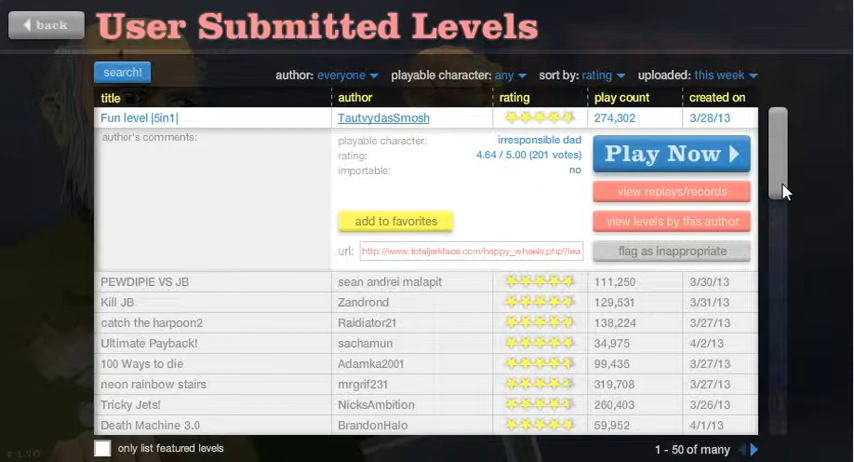 back
User Submitted Levels
search!
author: everyone playable character: any sort by: rating uploaded: this week
title author rating play count created on
Fun level |5in1| TautvydasSmosh 274,302 3/28/13
author's comments:
playable character: irresponsible dad
rating: 4.64 / 5.00 (201 votes)
importable: no
Play Now
view replays/records
add to favorites
view levels by this author
url: http://www.totaljerkface.com/happy_wheels.php?lev
flag as inappropriate
PEWDIPIE VS JB sean andrei malapit 111,250 3/30/13
Kill JB Zandrond 129,531 3/31/13
catch the harpoon2 Raidiator21 138,224 3/27/13
Ultimate Payback! sachamun 34,975 4/2/13
100 Ways to die Adamka2001 99,435 3/27/13
neon rainbow stairs mrgrif231 319,708 3/27/13
Tricky Jets! NicksAmbition 260,403 3/26/13
Death Machine 3.0 BrandonHalo 59,952 4/1/13
only list featured levels
1 - 50 of many